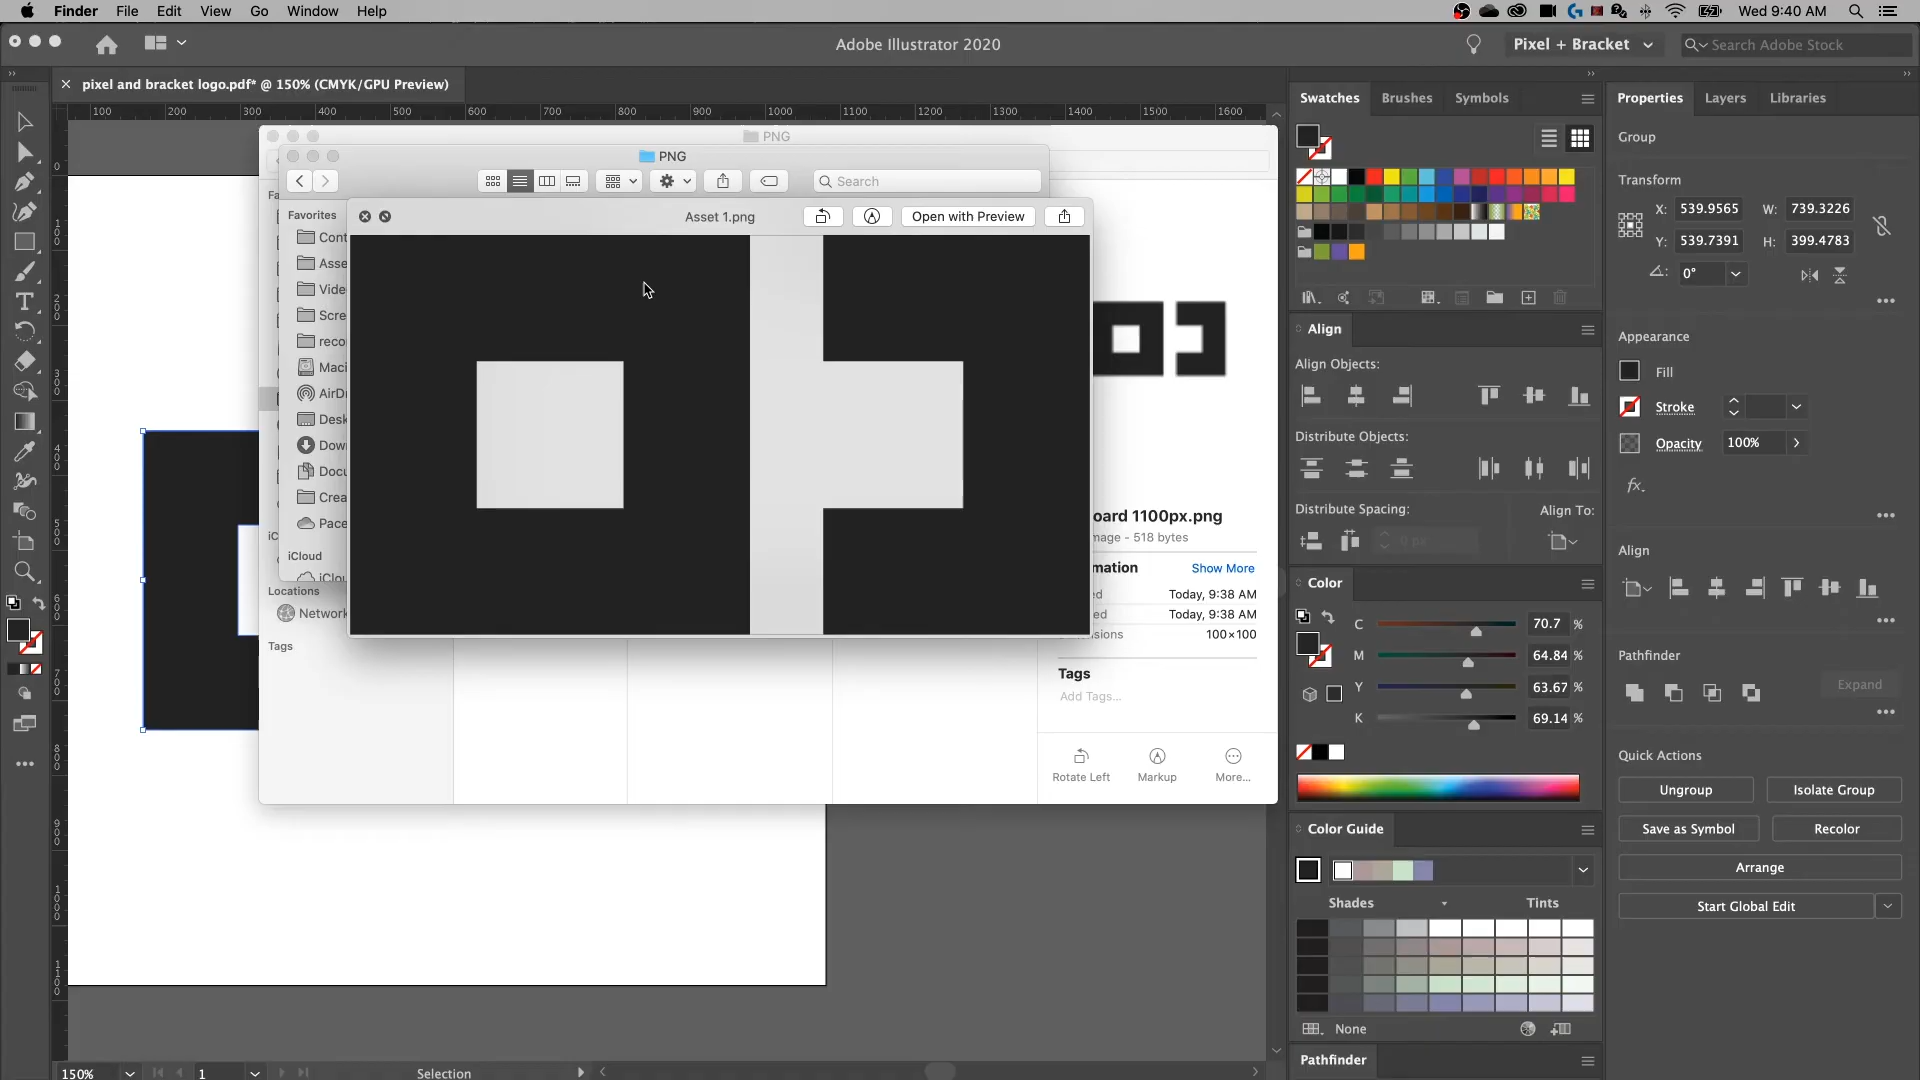 Finder File Edit View Go Window Help
Wed 9:40 AM
Adobe Illustrator 2020
Pixel + Bracket
Search Adobe Stock
pixel and bracket logo.pdf* @ 150% (CMYK/GPU Preview)
100 200 300 400 500 600 700 800 900 1000 1100 1200 1300 1400 1500 1600
PNG
PNG
Search
Asset 1.png
Open with Preview
Favorites
Cont
Asse
Vide
Scre
reco
Maci
AirDr
Desk
Dow
Docu
Crea
Pace
iCloud
iClou
Locations
Network
Tags
oard 1100px.png
mage - 518 bytes
mation
Show More
ed
Today, 9:38 AM
ed
Today, 9:38 AM
ensions
100×100
Tags
Add Tags...
Rotate Left
Markup
More...
Swatches
Brushes
Symbols
Align
Align Objects:
Distribute Objects:
Distribute Spacing:
Align To:
0 px
Color
C 70.7 %
M 64.84 %
Y 63.67 %
K 69.14 %
Color Guide
Shades
Tints
None
Pathfinder
Properties
Layers
Libraries
Group
Transform
X: 539.9565 W: 739.3226
Y: 539.7391 H: 399.4783
0°
Appearance
Fill
Stroke
Opacity 100%
fx.
Align
Pathfinder
Expand
Quick Actions
Ungroup
Isolate Group
Save as Symbol
Recolor
Arrange
Start Global Edit
150%
1
Selection